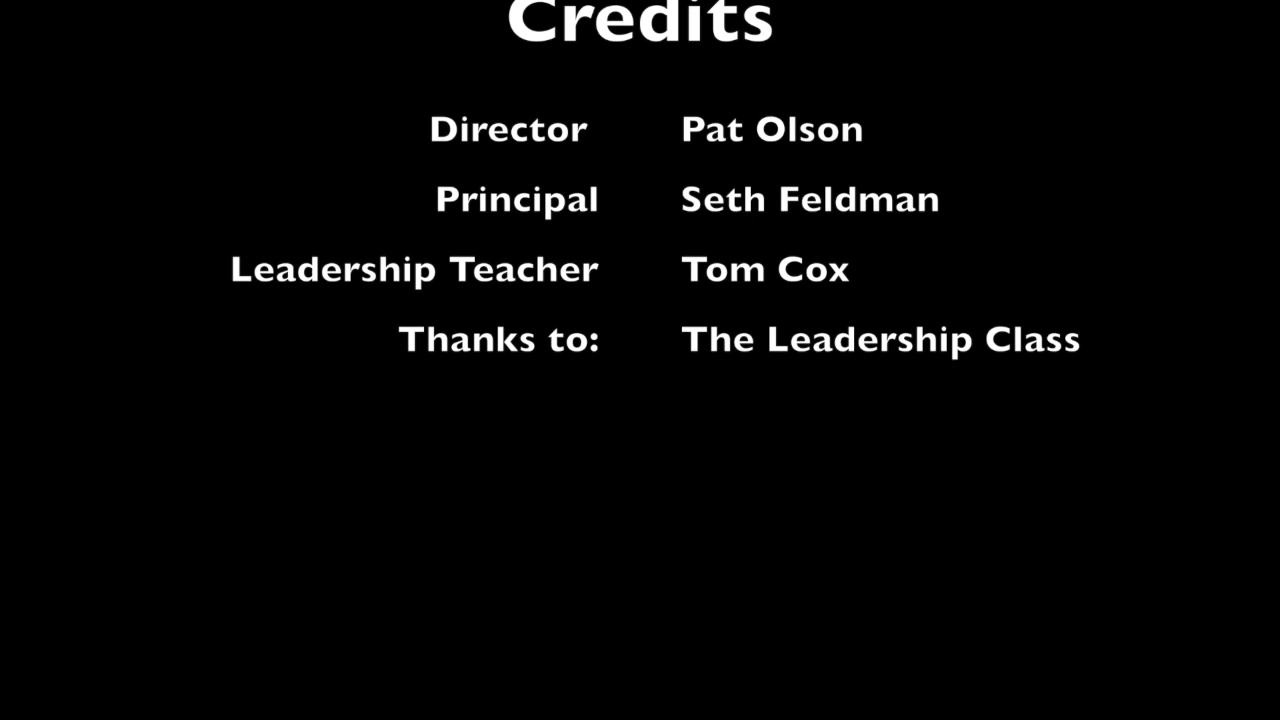 Credits
Director Pat Olson
Principal Seth Feldman
Leadership Teacher Tom Cox
Thanks to: The Leadership Class